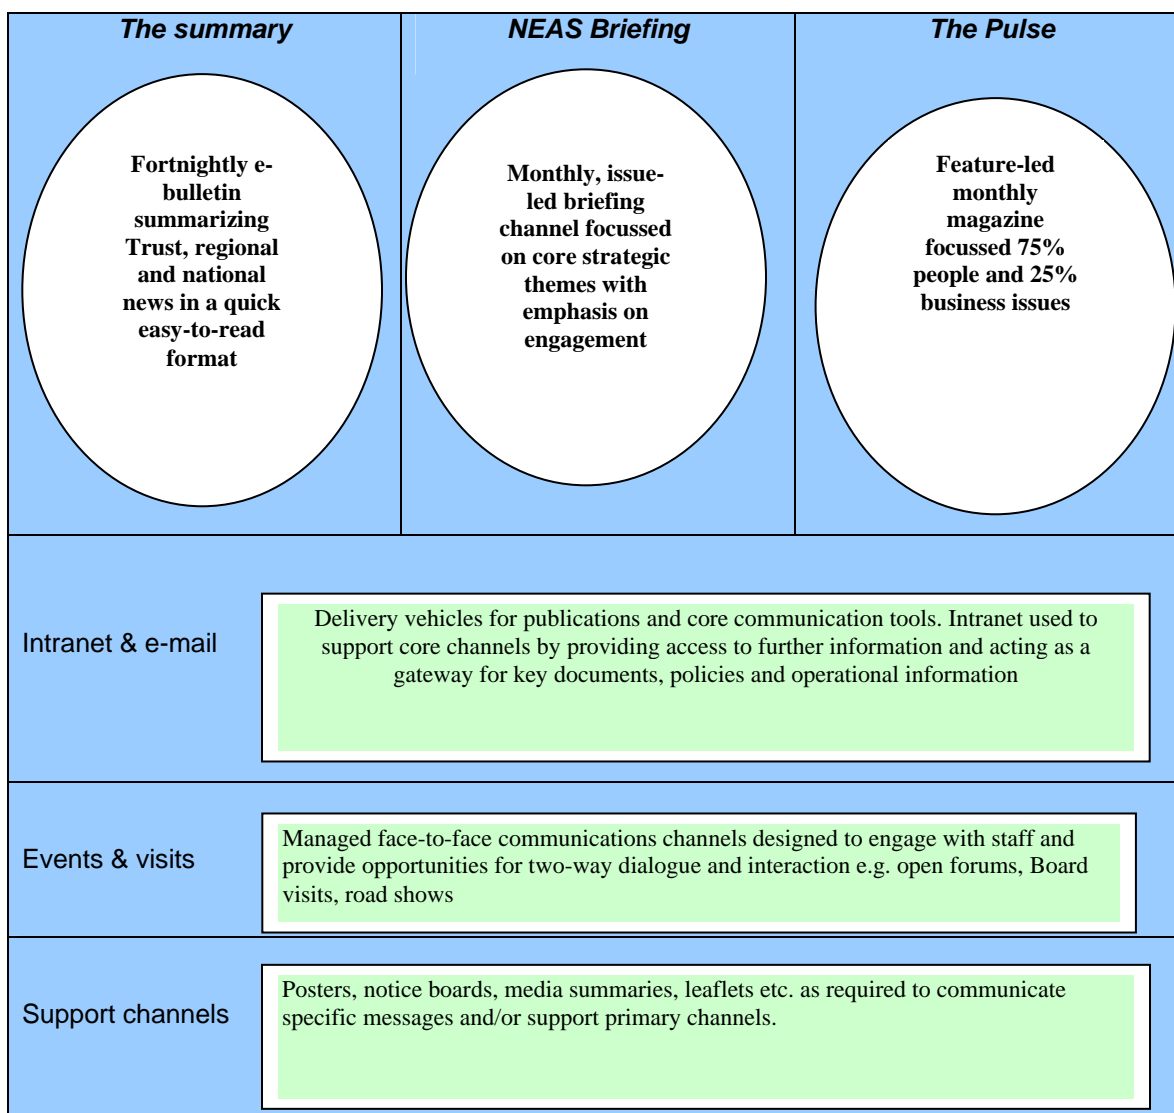 The summary
NEAS Briefing
The Pulse
Fortnightly e-
bulletin
summarizing
Trust, regional
and national
news in a quick
easy-to-read
format
Monthly, issue-
led briefing
channel focussed
on core strategic
themes with
emphasis on
engagement
Feature-led
monthly
magazine
focussed 75%
people and 25%
business issues
Intranet & e-mail
Delivery vehicles for publications and core communication tools. Intranet used to
support core channels by providing access to further information and acting as a
gateway for key documents, policies and operational information
Events & visits
Managed face-to-face communications channels designed to engage with staff and
provide opportunities for two-way dialogue and interaction e.g. open forums, Board
visits, road shows
Support channels
Posters, notice boards, media summaries, leaflets etc. as required to communicate
specific messages and/or support primary channels.